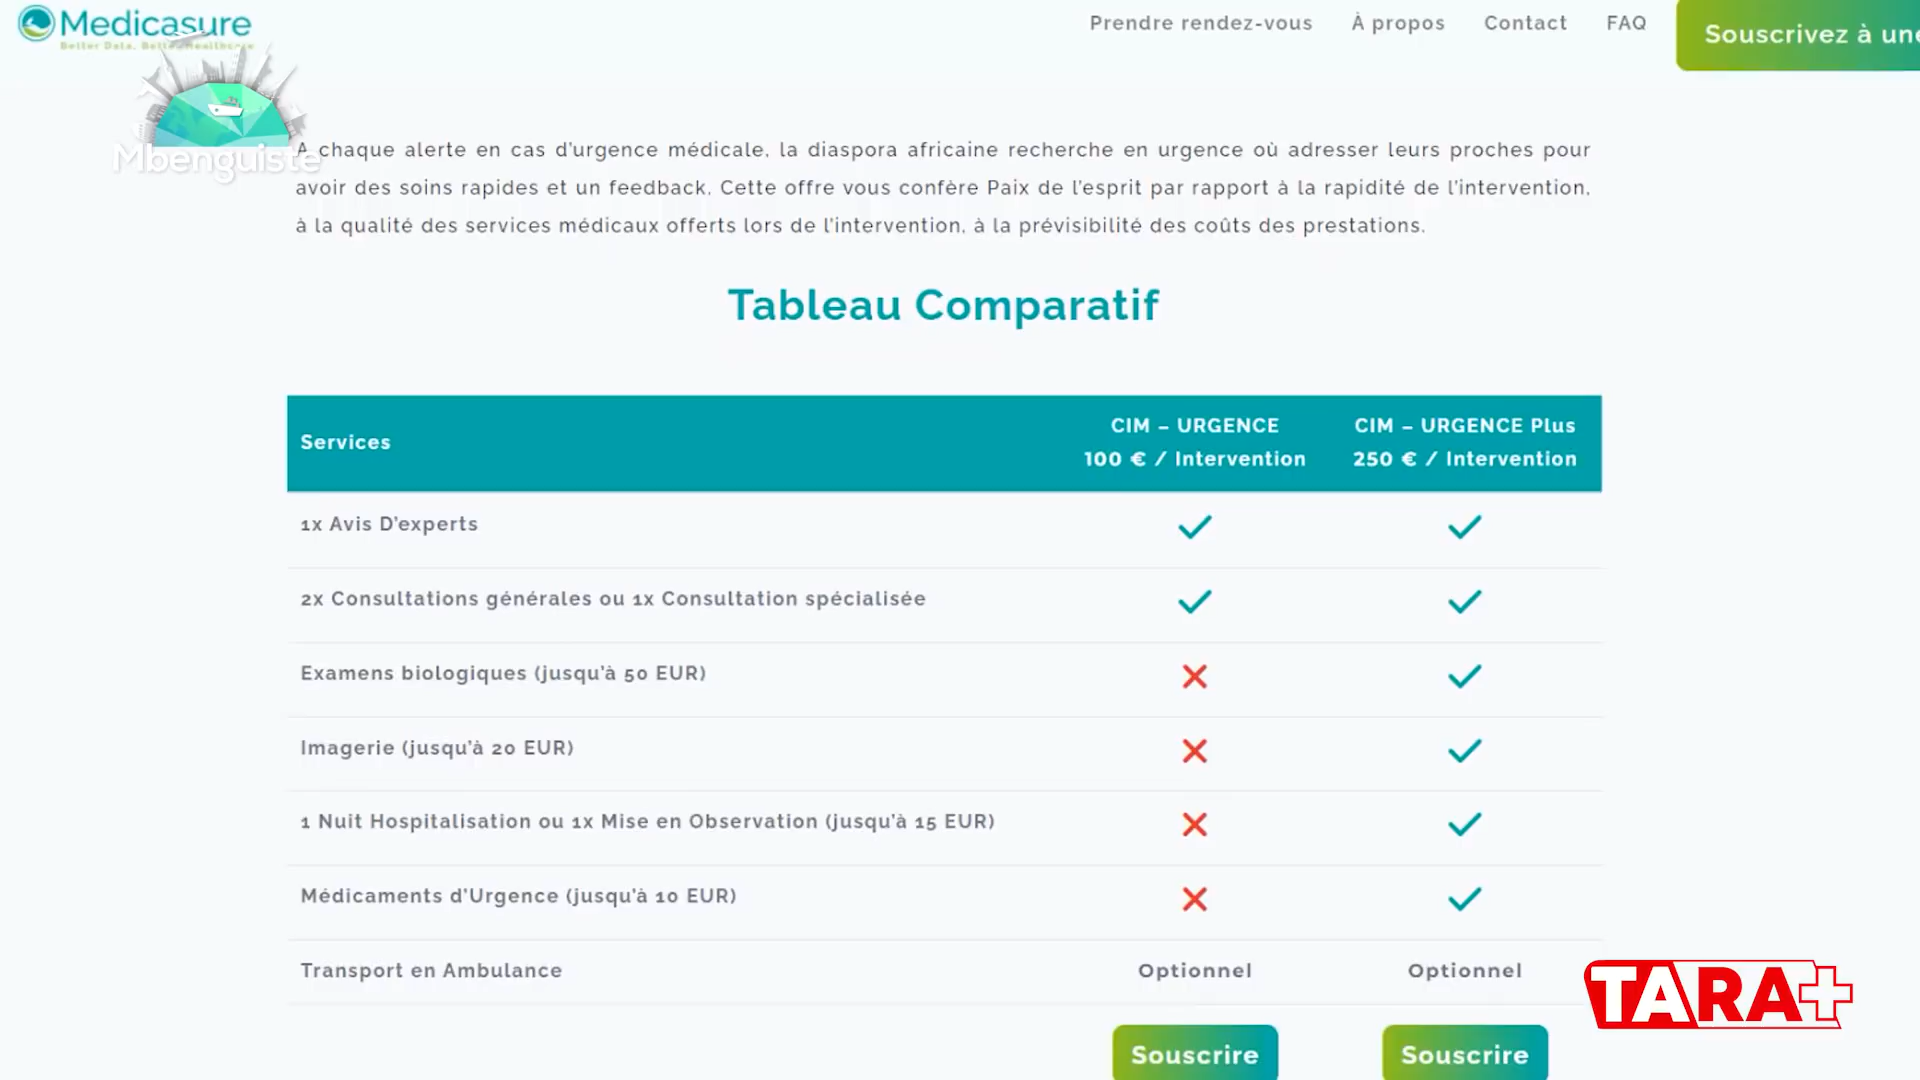 Medicasure
Better Data, Better Healthcare
Prendre rendez-vous
À propos
Contact
FAQ
Souscrivez à une
Mbenguiste
A chaque alerte en cas d'urgence médicale, la diaspora africaine recherche en urgence où adresser leurs proches pour
avoir des soins rapides et un feedback. Cette offre vous confère Paix de l'esprit par rapport à la rapidité de l'intervention,
à la qualité des services médicaux offerts lors de l'intervention, à la prévisibilité des coûts des prestations.
Tableau Comparatif
Services
CIM – URGENCE
100 € / Intervention
CIM – URGENCE Plus
250 € / Intervention
1x Avis D'experts
2x Consultations générales ou 1x Consultation spécialisée
Examens biologiques (jusqu'à 50 EUR)
Imagerie (jusqu'à 20 EUR)
1 Nuit Hospitalisation ou 1x Mise en Observation (jusqu'à 15 EUR)
Médicaments d'Urgence (jusqu'à 10 EUR)
Transport en Ambulance
Optionnel
Optionnel
TARA+
Souscrire
Souscrire